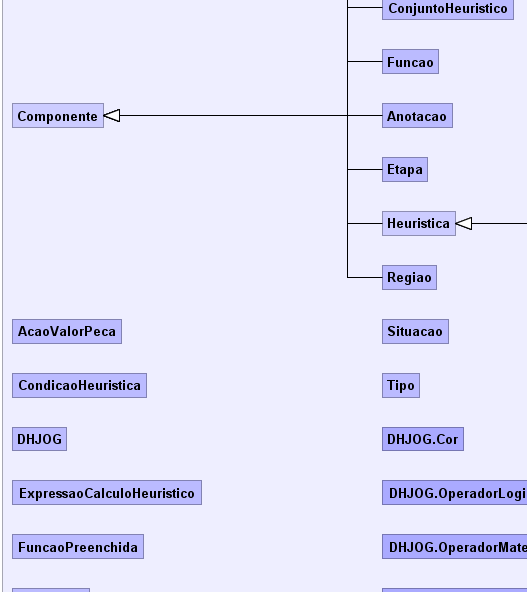 ConjuntoHeuristico
Funcao
Componente
Anotacao
Etapa
Heuristica
Regiao
AcaoValorPeca
Situacao
CondicaoHeuristica
Tipo
DHJOG
DHJOG.Cor
ExpressaoCalculoHeuristico
DHJOG.OperadorLogi
FuncaoPreenchida
DHJOG.OperadorMate